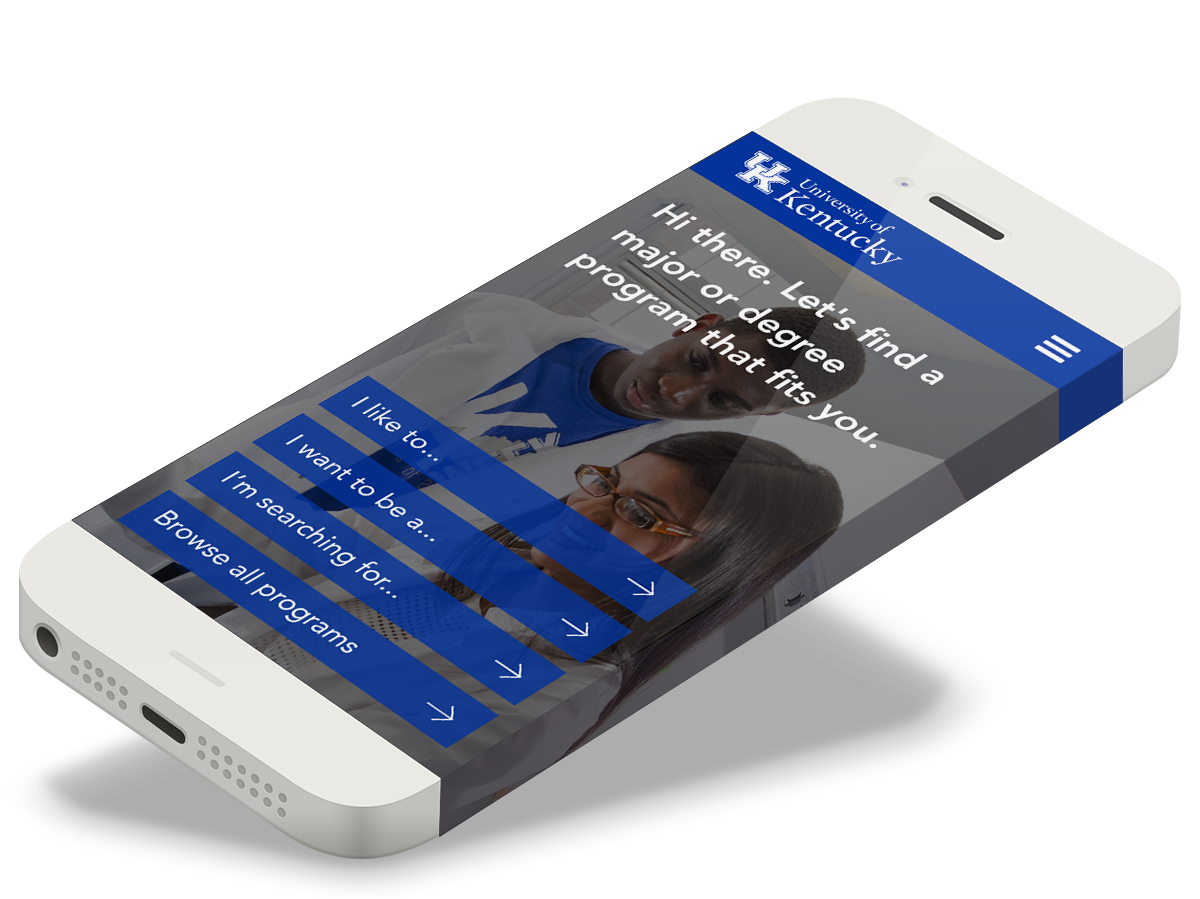 UK
University of
Kentucky
Hi there. Let's find a
major or degree
program that fits you.
I like to...
I want to be a...
I'm searching for...
Browse all programs